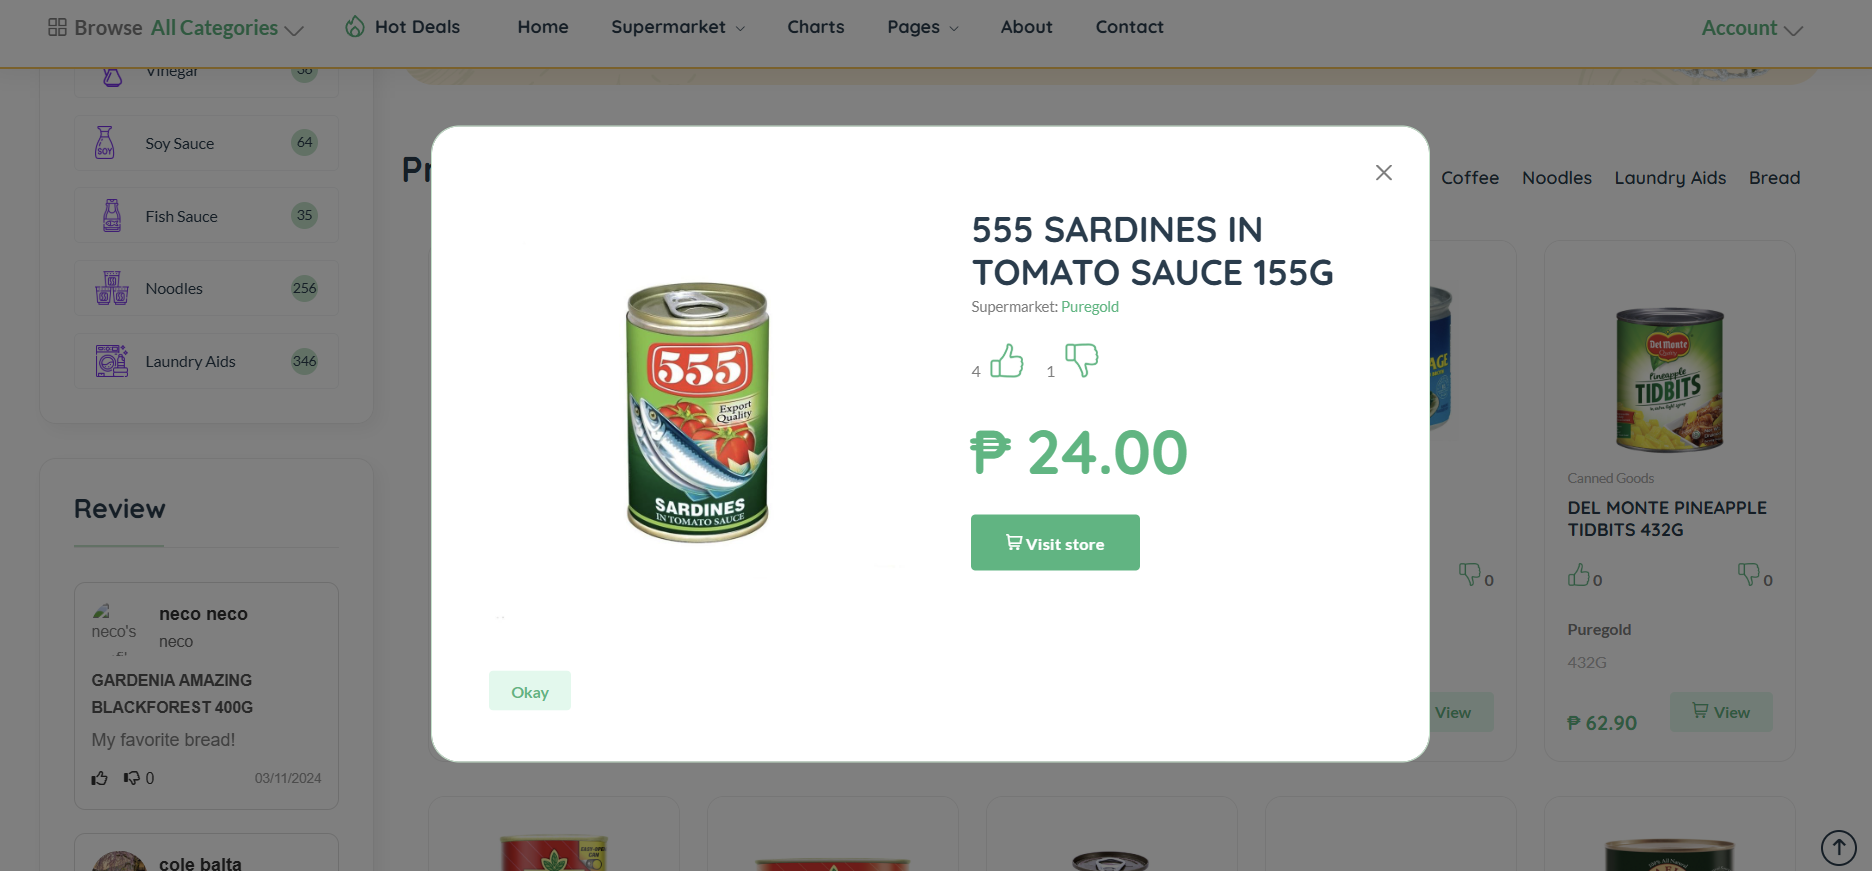 Browse All Categories
Hot Deals
Home
Supermarket
Charts
Pages
About
Contact
Account
Vinegar
Soy Sauce 64
Fish Sauce 35
Noodles 256
Laundry Aids 346
Review
neco's
neco neco
neco
GARDENIA AMAZING
BLACKFOREST 400G
My favorite bread!
0 03/11/2024
cole balta
Coffee Noodles Laundry Aids Bread
555
Export
Quality
SARDINES
IN TOMATO SAUCE
555 SARDINES IN
TOMATO SAUCE 155G
Supermarket: Puregold
4 1
₱ 24.00
Visit store
Okay
0
View
Del Monte
Pineapple
TIDBITS
Canned Goods
DEL MONTE PINEAPPLE
TIDBITS 432G
0 0
Puregold
432G
₱ 62.90 View